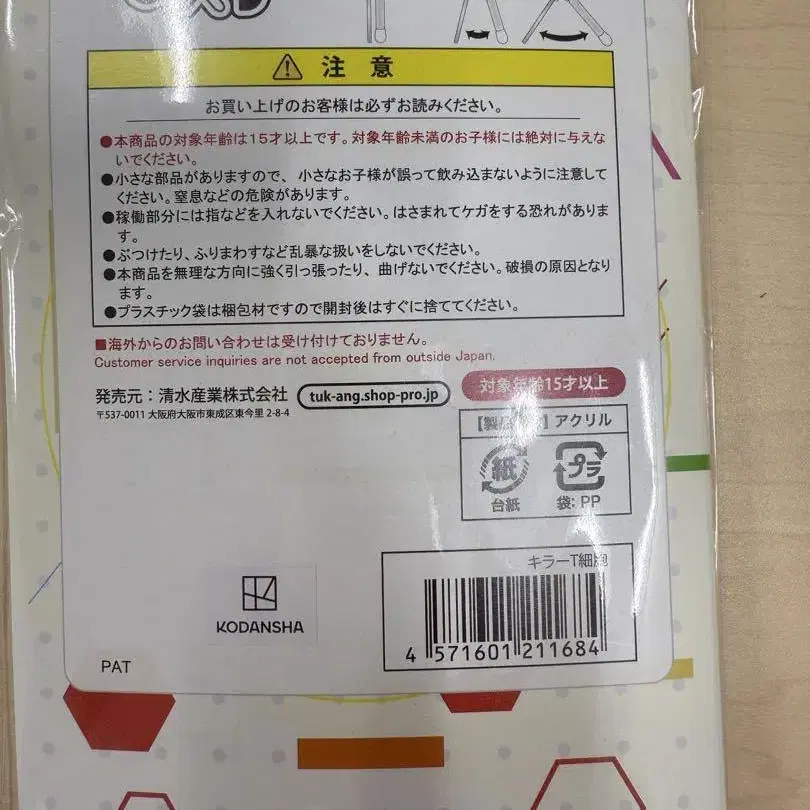 注意
お買い上げのお客様は必ずお読みください。
●本商品の対象年齢は15才以上です。対象年齢未満のお子様には絶対に与えな
いでください。
●小さな部品がありますので、小さなお子様が誤って飲み込まないように注意して
ください。窒息などの危険があります。
●稼働部分には指などを入れないでください。はさまれてケガをする恐れがありま
す。
●ぶつけたり、ふりまわすなど乱暴な扱いをしないでください。
●本商品を無理な方向に強く引っ張ったり、曲げないでください。破損の原因となり
ます。
●プラスチック袋は梱包材ですので開封後はすぐに捨ててください。
■海外からのお問い合わせは受け付けておりません。
Customer service inquiries are not accepted from outside Japan.
発売元：清水産業株式会社 tuk-ang.shop-pro.jp 対象年齢15才以上
〒537-0011 大阪府大阪市東成区東今里 2-8-4
アクリル
紙 プラ
台紙 袋：PP
キラーT細胞
KODANSHA
4 571601 211684
PAT